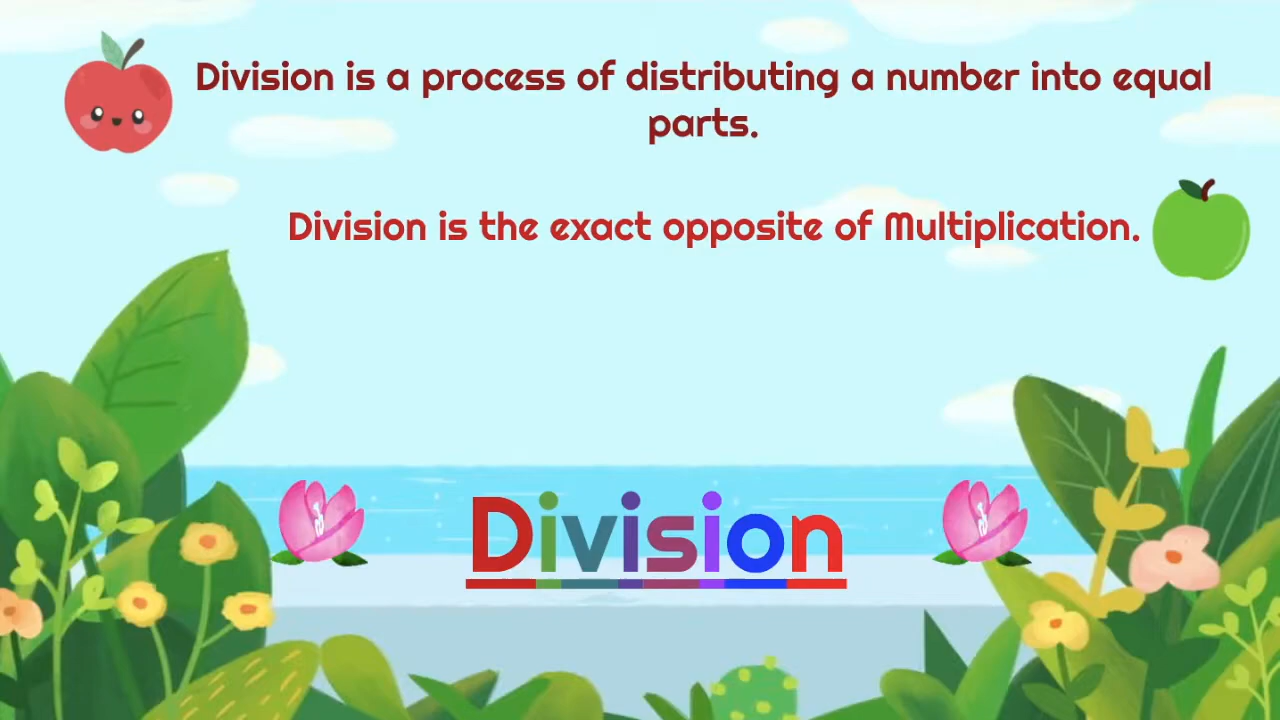 Division is a process of distributing a number into equal
parts.
Division is the exact opposite of Multiplication.
Division